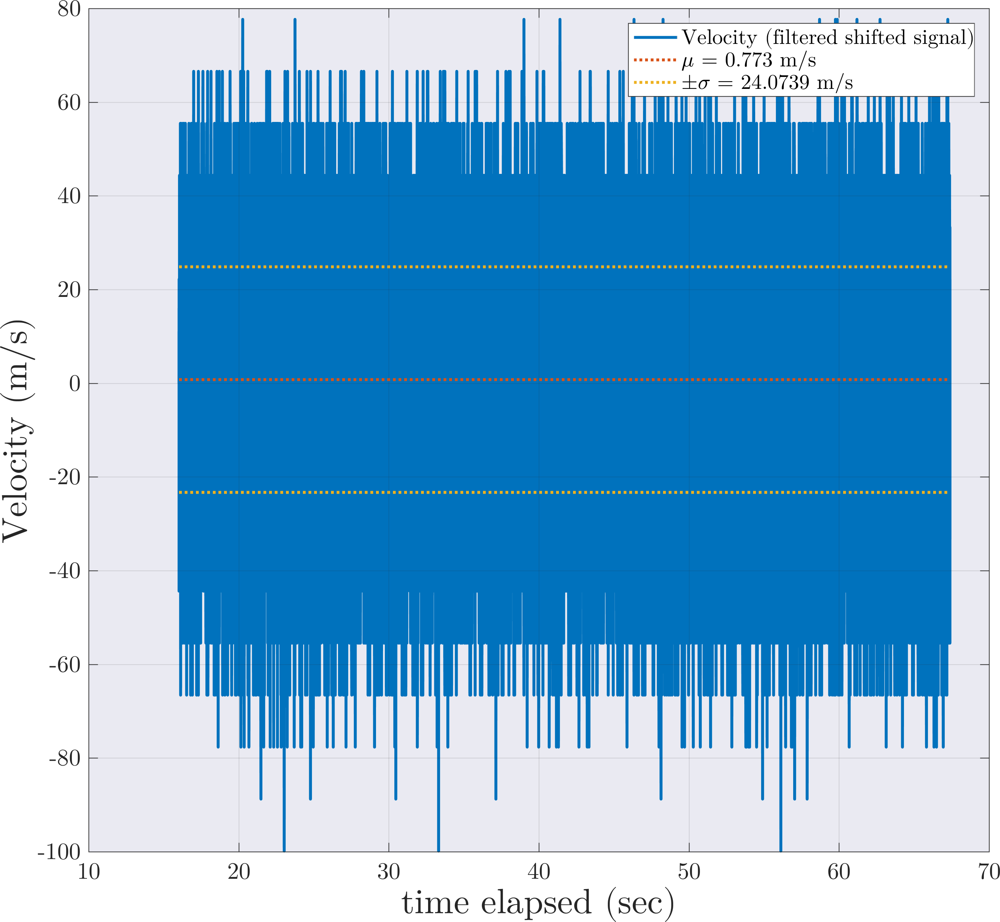 80
60
40
20
0
-20
-40
-60
-80
-100
10 20 30 40 50 60 70
Velocity (m/s)
time elapsed (sec)
Velocity (filtered shifted signal)
μ = 0.773 m/s
±σ = 24.0739 m/s